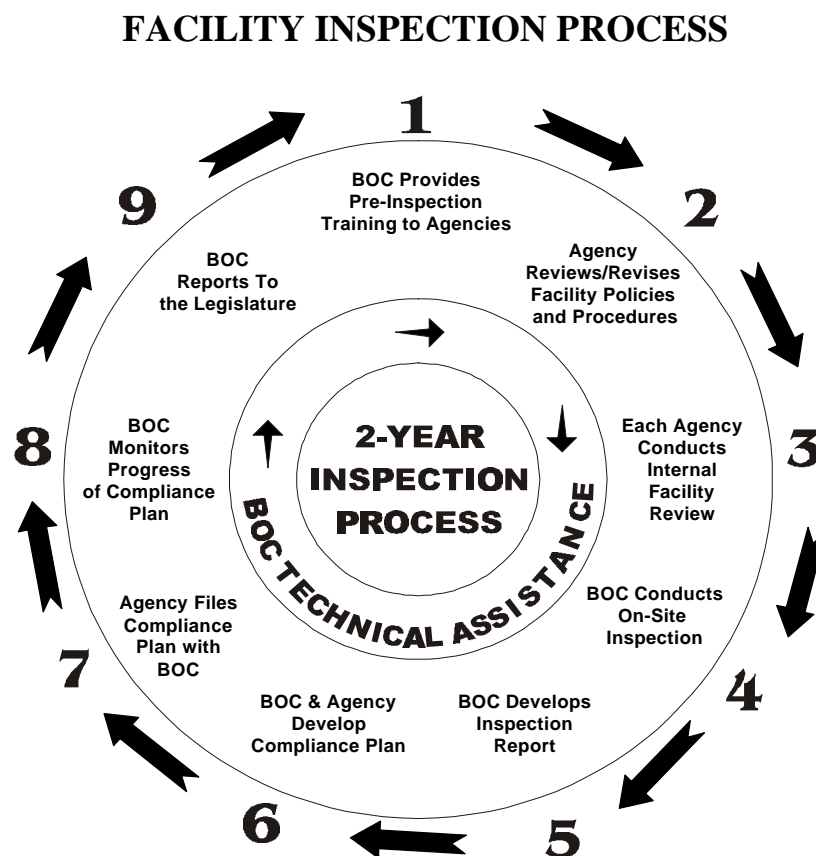 FACILITY INSPECTION PROCESS
1
BOC Provides
Pre-Inspection
Training to Agencies
2
Agency
Reviews/Revises
Facility Policies
and Procedures
3
Each Agency
Conducts
Internal
Facility
Review
4
BOC Conducts
On-Site
Inspection
5
BOC Develops
Inspection
Report
6
BOC & Agency
Develop
Compliance Plan
7
Agency Files
Compliance
Plan with
BOC
8
BOC
Monitors
Progress
of Compliance
Plan
9
BOC
Reports To
the Legislature
2-YEAR
INSPECTION
PROCESS
BOC TECHNICAL ASSISTANCE